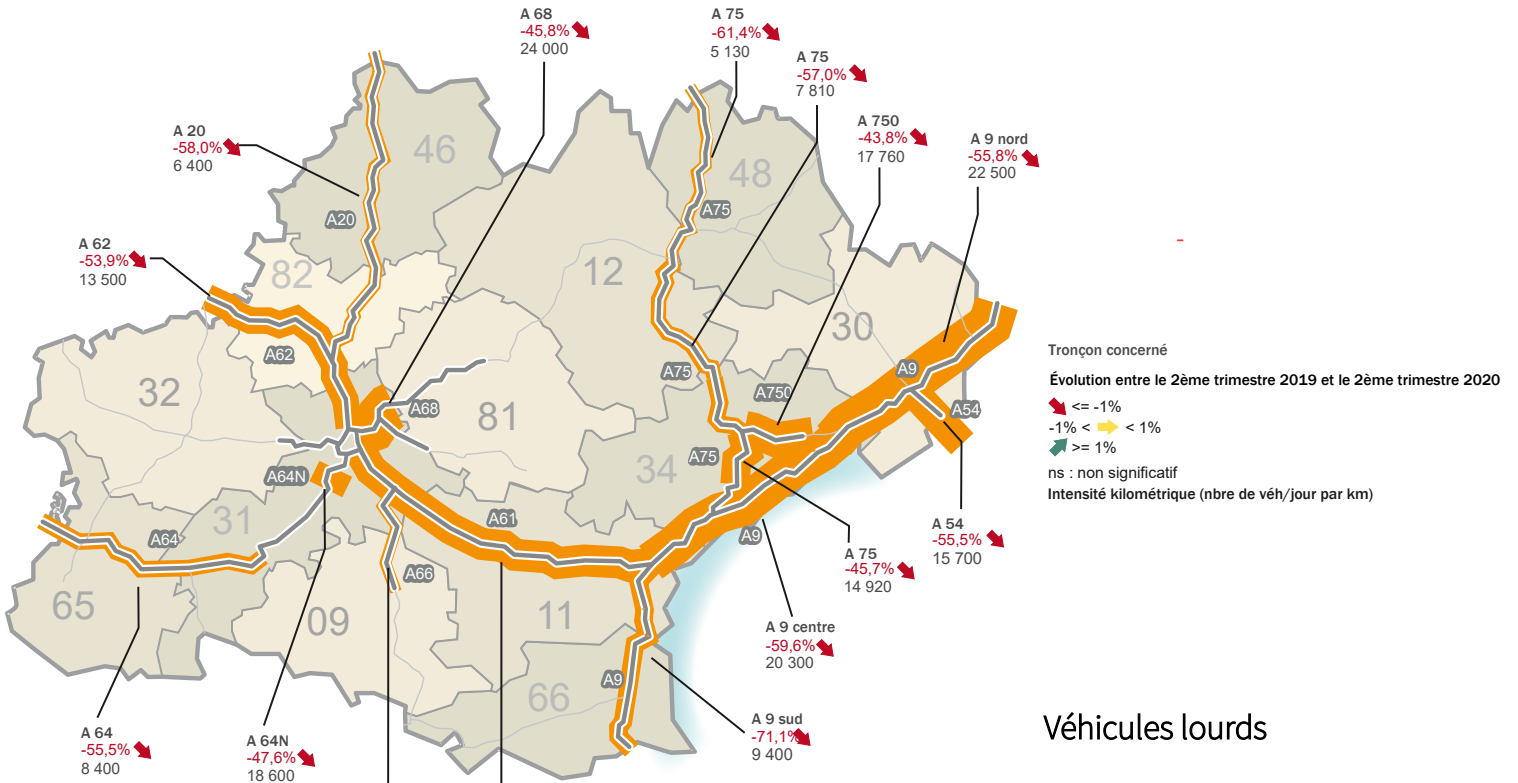 A 68
-45,8%
24 000
A 75
-61,4%
5 130
A 75
-57,0%
7 810
A 750
-43,8%
17 760
A 9 nord
-55,8%
22 500
A 20
-58,0%
6 400
A 62
-53,9%
13 500
46
48
12
82
30
32
81
34
31
65
09
11
66
A20
A75
A62
A68
A75
A750
A9
A54
A75
A64N
A64
A61
A66
A9
A9
Tronçon concerné
Évolution entre le 2ème trimestre 2019 et le 2ème trimestre 2020
<= -1%
-1% < < 1%
>= 1%
ns : non significatif
Intensité kilométrique (nbre de véh/jour par km)
A 54
-55,5%
15 700
A 75
-45,7%
14 920
A 9 centre
-59,6%
20 300
A 9 sud
-71,1%
9 400
A 64
-55,5%
8 400
A 64N
-47,6%
18 600
Véhicules lourds